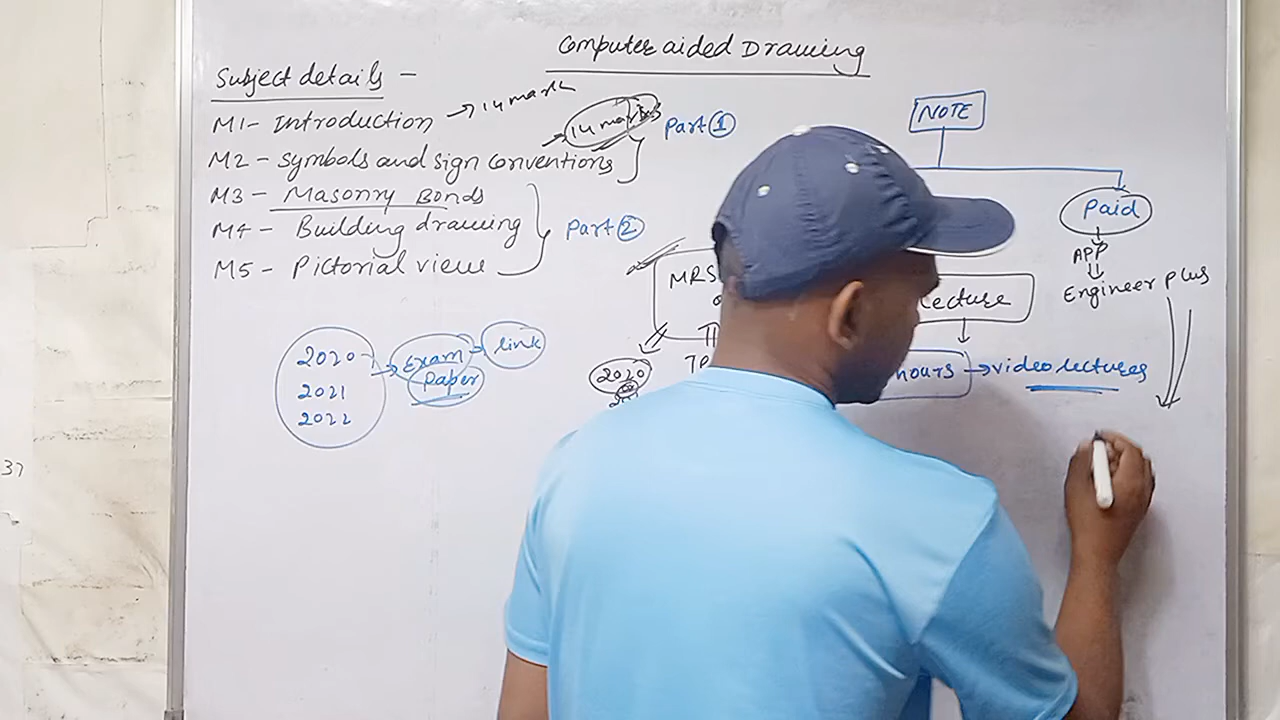 Computer aided Drawing
Subject details -
M1- Introduction → 14 mark
14 marks
M2 - Symbols and sign conventions
Part ①
M3 - Masonry Bonds
M4 - Building drawing
M5 - Pictorial view
Part ②
2020
2021
2022
Exam
Paper
link
NOTE
Paid
APP
Engineer plus
MRS
lecture
2020
hours → video lectures
37